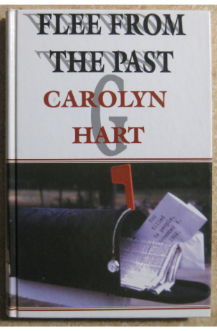 FLEE FROM
THE PAST
CAROLYN
G
HART